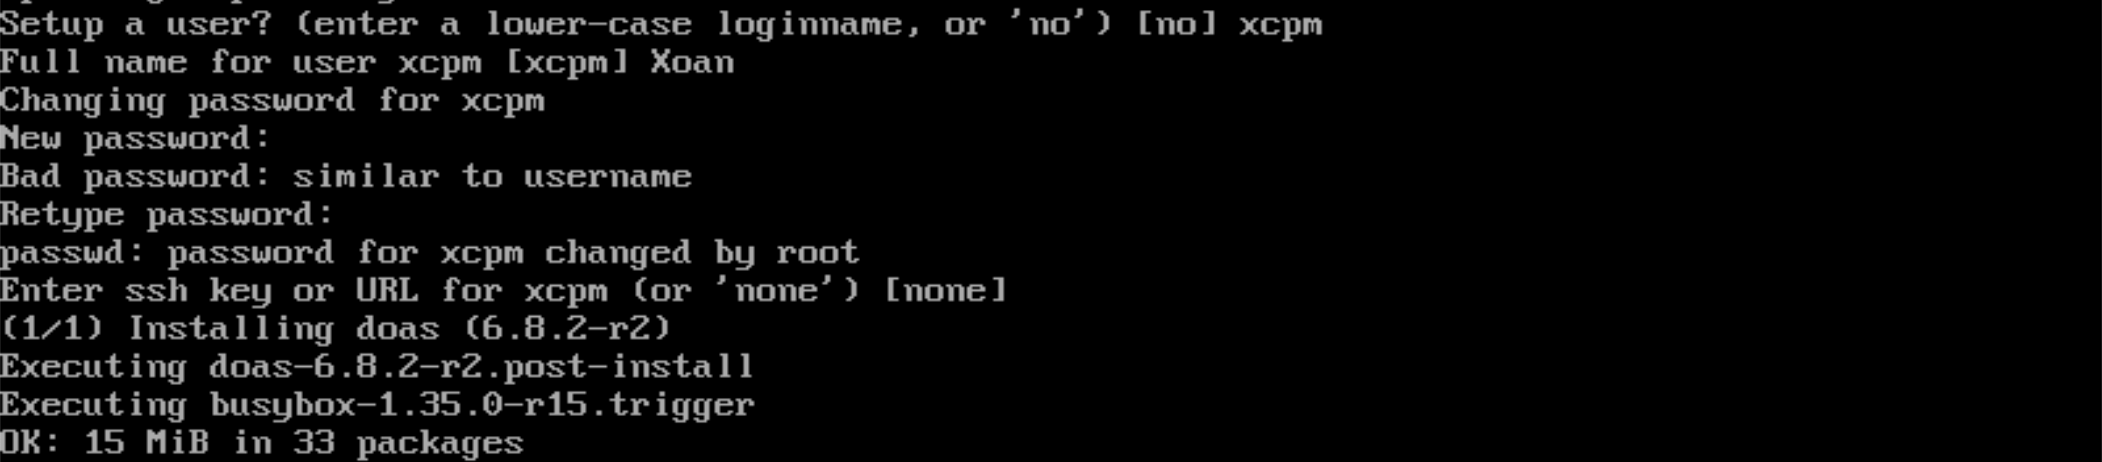 Setup a user? (enter a lower-case loginname, or 'no') [no] xcpm
Full name for user xcpm [xcpm] Xoan
Changing password for xcpm
New password:
Bad password: similar to username
Retype password:
passwd: password for xcpm changed by root
Enter ssh key or URL for xcpm (or 'none') [none]
(1/1) Installing doas (6.8.2-r2)
Executing doas-6.8.2-r2.post-install
Executing busybox-1.35.0-r15.trigger
OK: 15 MiB in 33 packages